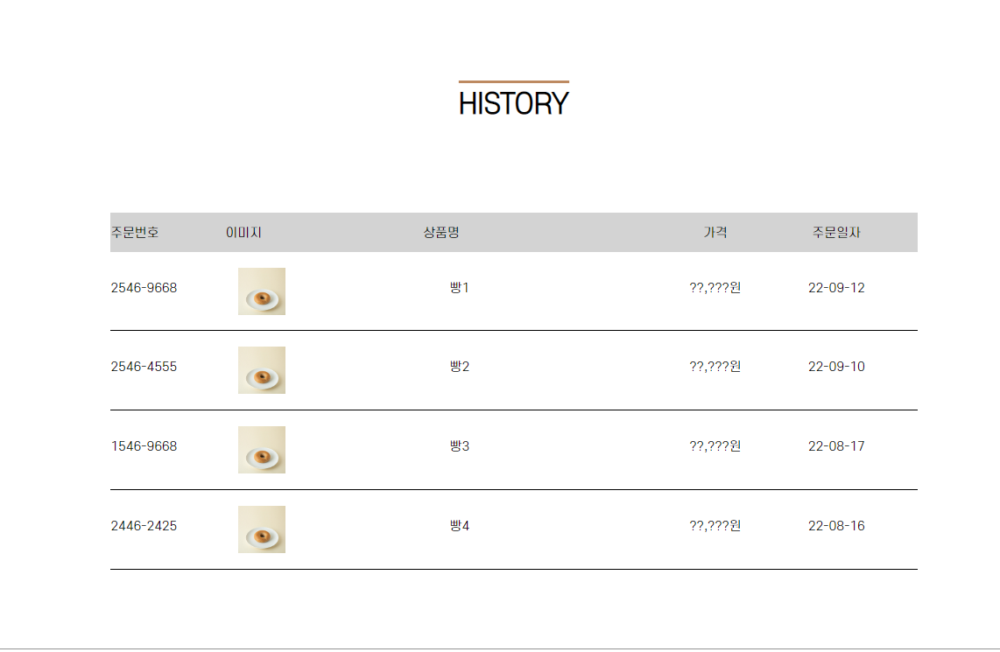 HISTORY
주문번호 이미지 상품명 가격 주문일자
2546-9668 빵1 ??,???원 22-09-12
2546-4555 빵2 ??,???원 22-09-10
1546-9668 빵3 ??,???원 22-08-17
2446-2425 빵4 ??,???원 22-08-16